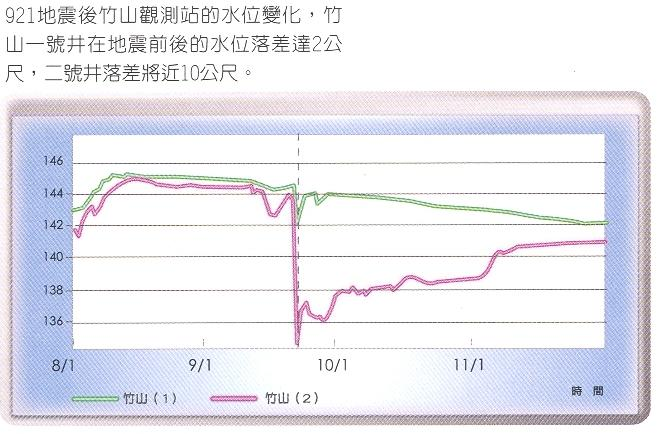 921地震後竹山觀測站的水位變化，竹
山一號井在地震前後的水位落差達2公
尺，二號井落差將近10公尺。
146
144
142
140
138
136
8/1 9/1 10/1 11/1
時 間
竹山（1） 竹山（2）